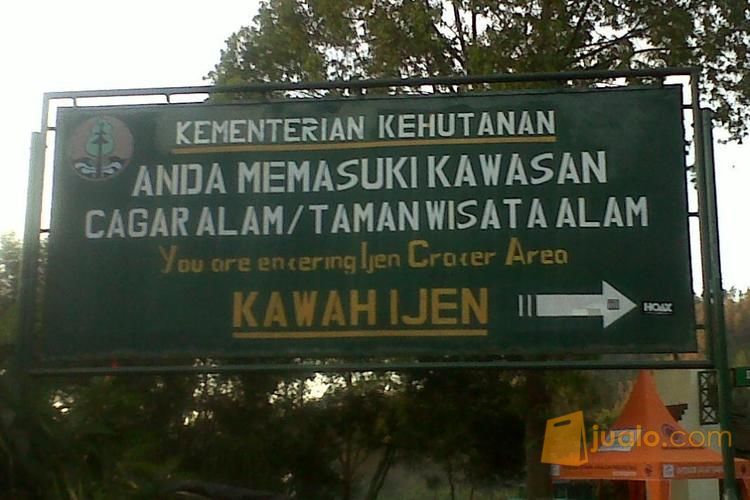 KEMENTERIAN KEHUTANAN
ANDA MEMASUKI KAWASAN
CAGAR ALAM / TAMAN WISATA ALAM
You are entering Ijen Crater Area
KAWAH IJEN
HOAX
jualo.com